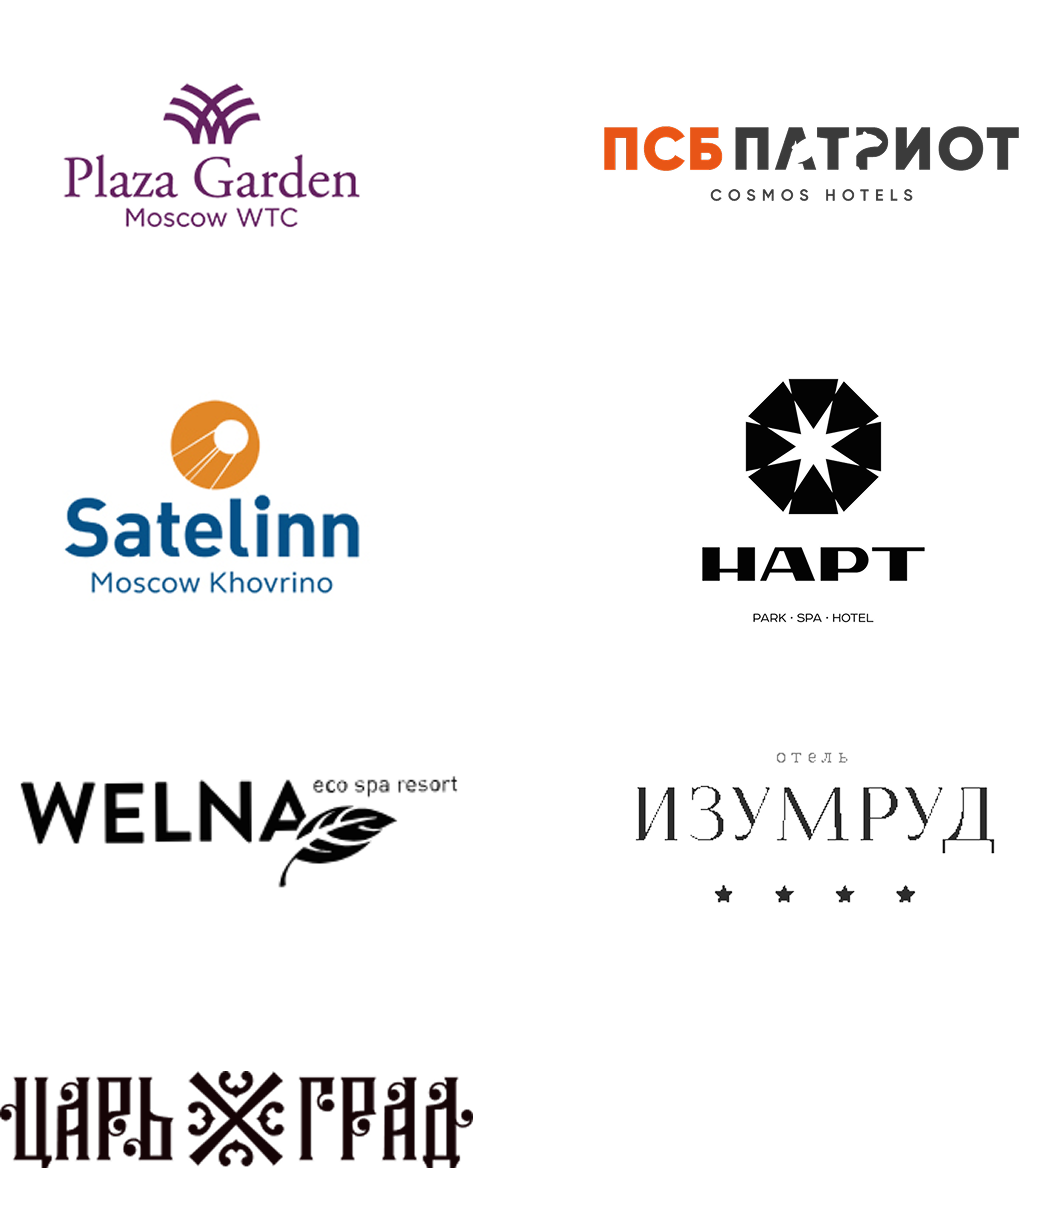 Plaza Garden
Moscow WTC
ПСБ ПАТРИОТ
COSMOS HOTELS
Satelinn
Moscow Khovrino
НАРТ
PARK · SPA · HOTEL
WELNA eco spa resort
отель
ИЗУМРУД
ЦАРЬ ГРАД